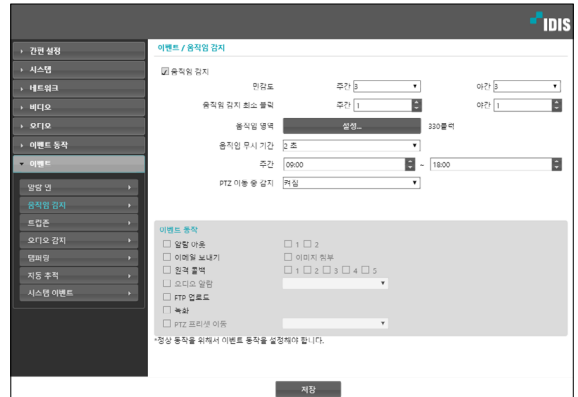 IDIS
간편 설정
시스템
네트워크
비디오
오디오
이벤트 동작
이벤트
알람 인
움직임 감지
트립존
오디오 감지
탬퍼링
자동 추적
시스템 이벤트
이벤트 / 움직임 감지
움직임 감지
민감도 주간 3 야간 3
움직임 감지 최소 블럭 주간 1 야간 1
움직임 영역 설정... 330블럭
움직임 무시 기간 2 초
주간 09:00 ~ 18:00
PTZ 이동 중 감지 켜짐
이벤트 동작
알람 아웃 1 2
이메일 보내기 이미지 첨부
원격 콜백 1 2 3 4 5
오디오 알람
FTP 업로드
녹화
PTZ 프리셋 이동
*정상 동작을 위해서 이벤트 동작을 설정해야 합니다.
저장